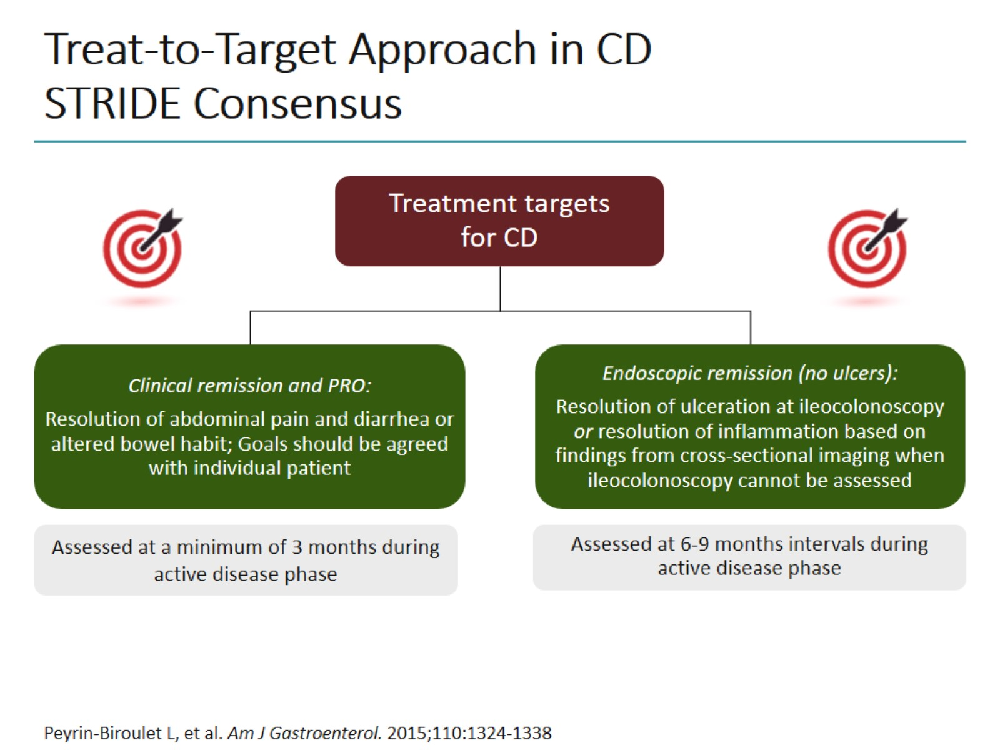 Treat-to-Target Approach in CD
STRIDE Consensus
Treatment targets
for CD
Clinical remission and PRO:
Resolution of abdominal pain and diarrhea or
altered bowel habit; Goals should be agreed
with individual patient
Assessed at a minimum of 3 months during
active disease phase
Endoscopic remission (no ulcers):
Resolution of ulceration at ileocolonoscopy
or resolution of inflammation based on
findings from cross-sectional imaging when
ileocolonoscopy cannot be assessed
Assessed at 6-9 months intervals during
active disease phase
Peyrin-Biroulet L, et al. Am J Gastroenterol. 2015;110:1324-1338